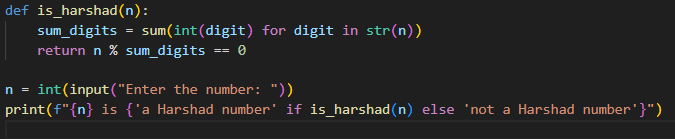 def is_harshad(n):
    sum_digits = sum(int(digit) for digit in str(n))
    return n % sum_digits == 0

n = int(input("Enter the number: "))
print(f"{n} is {'a Harshad number' if is_harshad(n) else 'not a Harshad number'}")